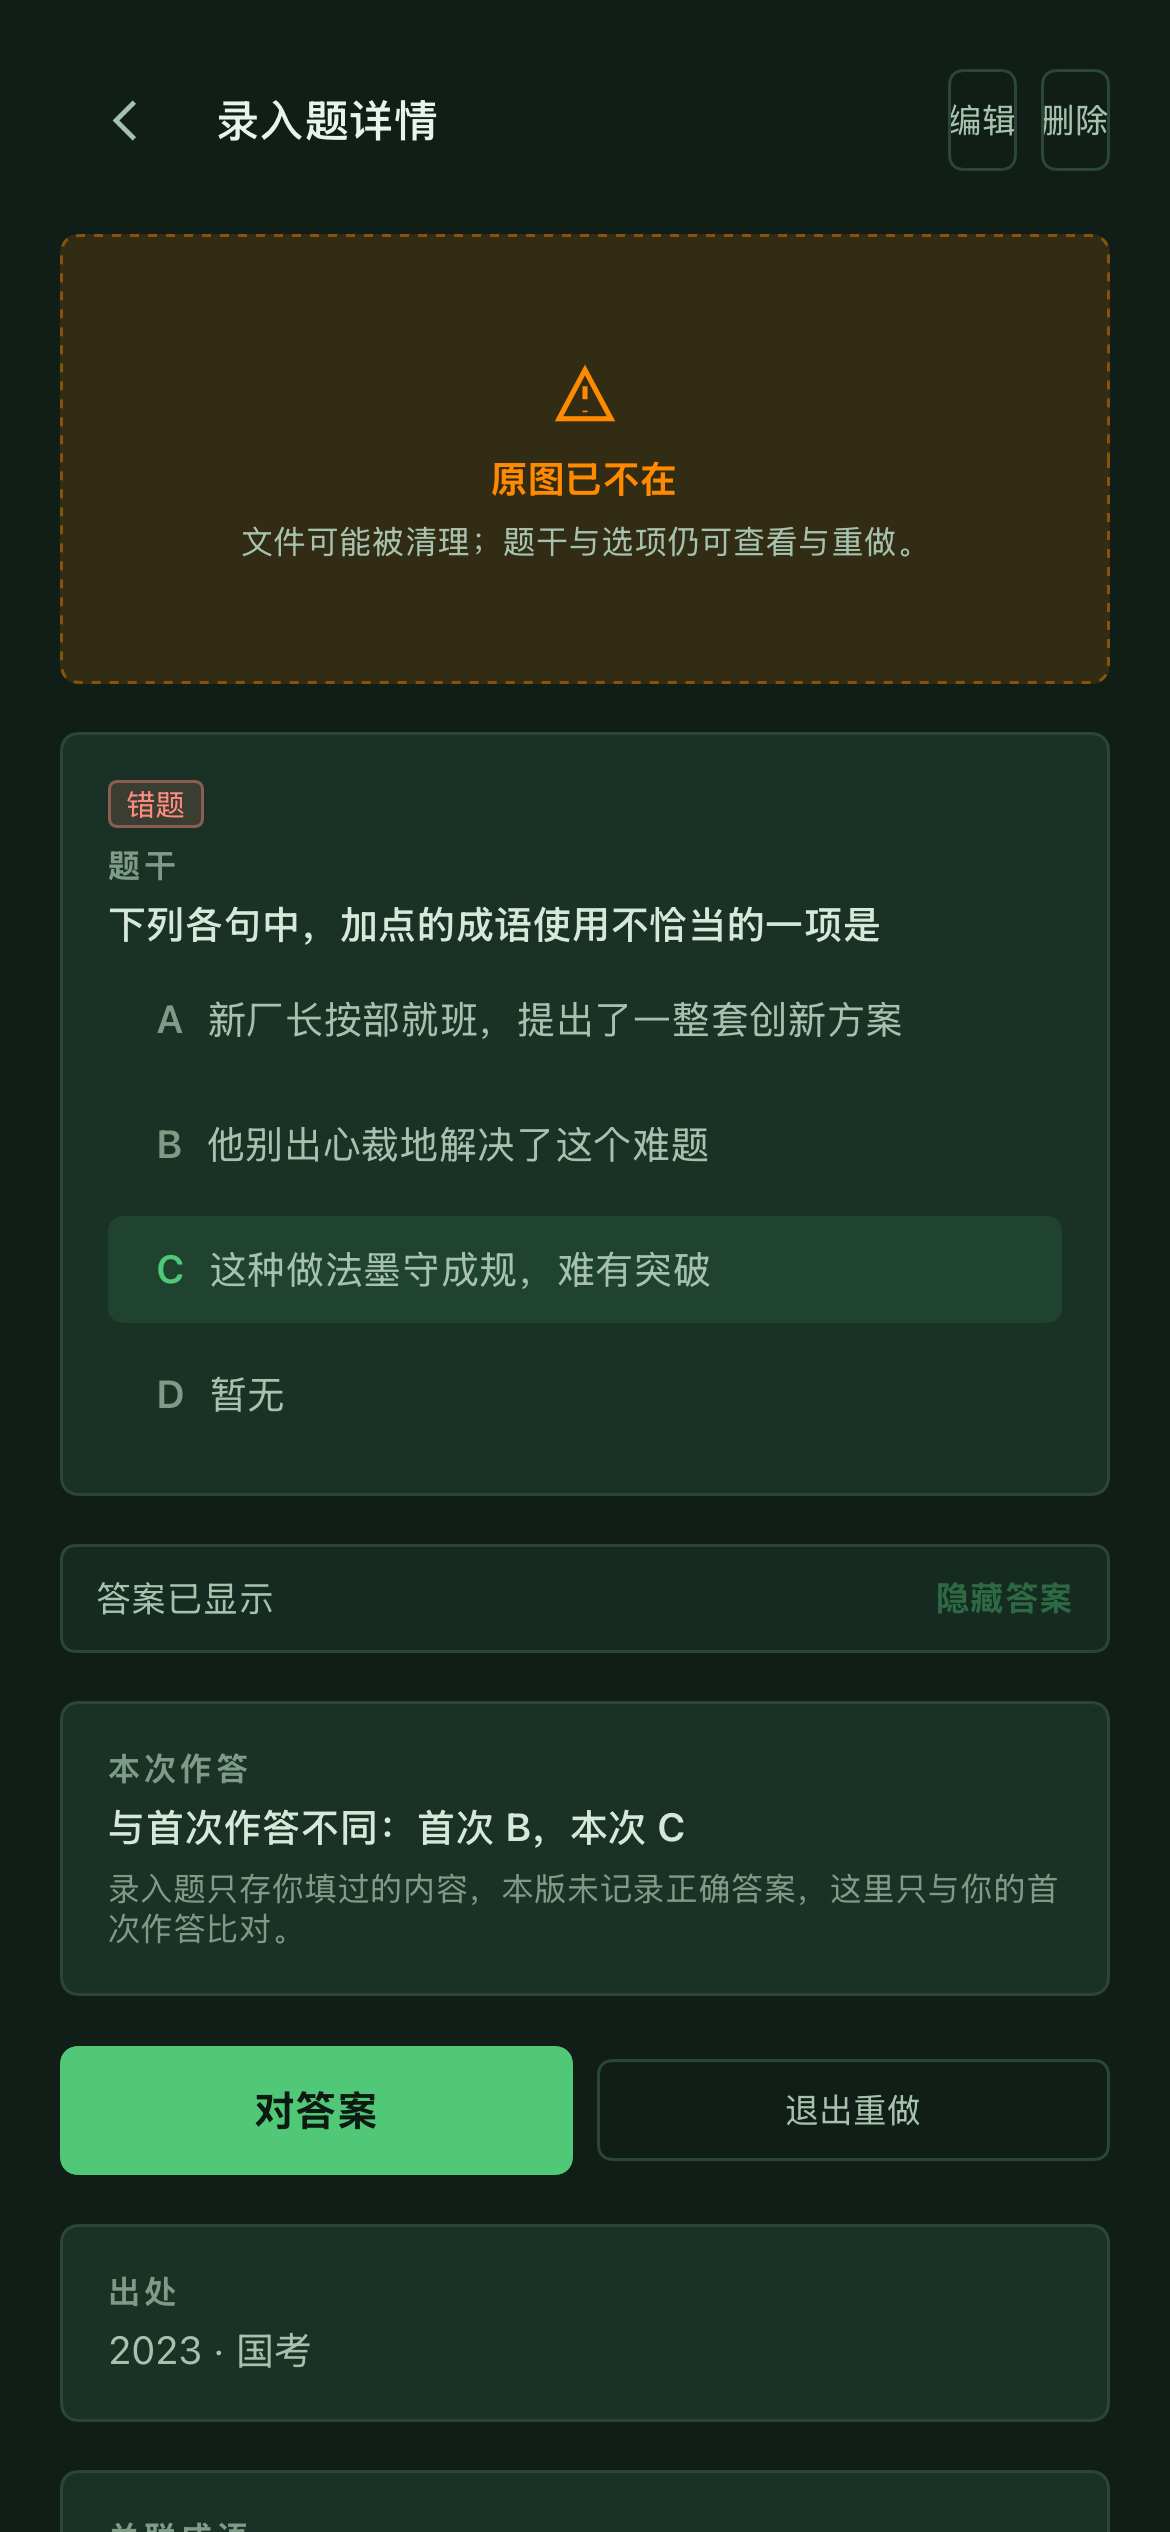 录入题详情
编辑
删除
原图已不在
文件可能被清理；题干与选项仍可查看与重做。
错题
题干
下列各句中，加点的成语使用不恰当的一项是
A 新厂长按部就班，提出了一整套创新方案
B 他别出心裁地解决了这个难题
C 这种做法墨守成规，难有突破
D 暂无
答案已显示
隐藏答案
本次作答
与首次作答不同：首次 B，本次 C
录入题只存你填过的内容，本版未记录正确答案，这里只与你的首
次作答比对。
对答案
退出重做
出处
2023 · 国考